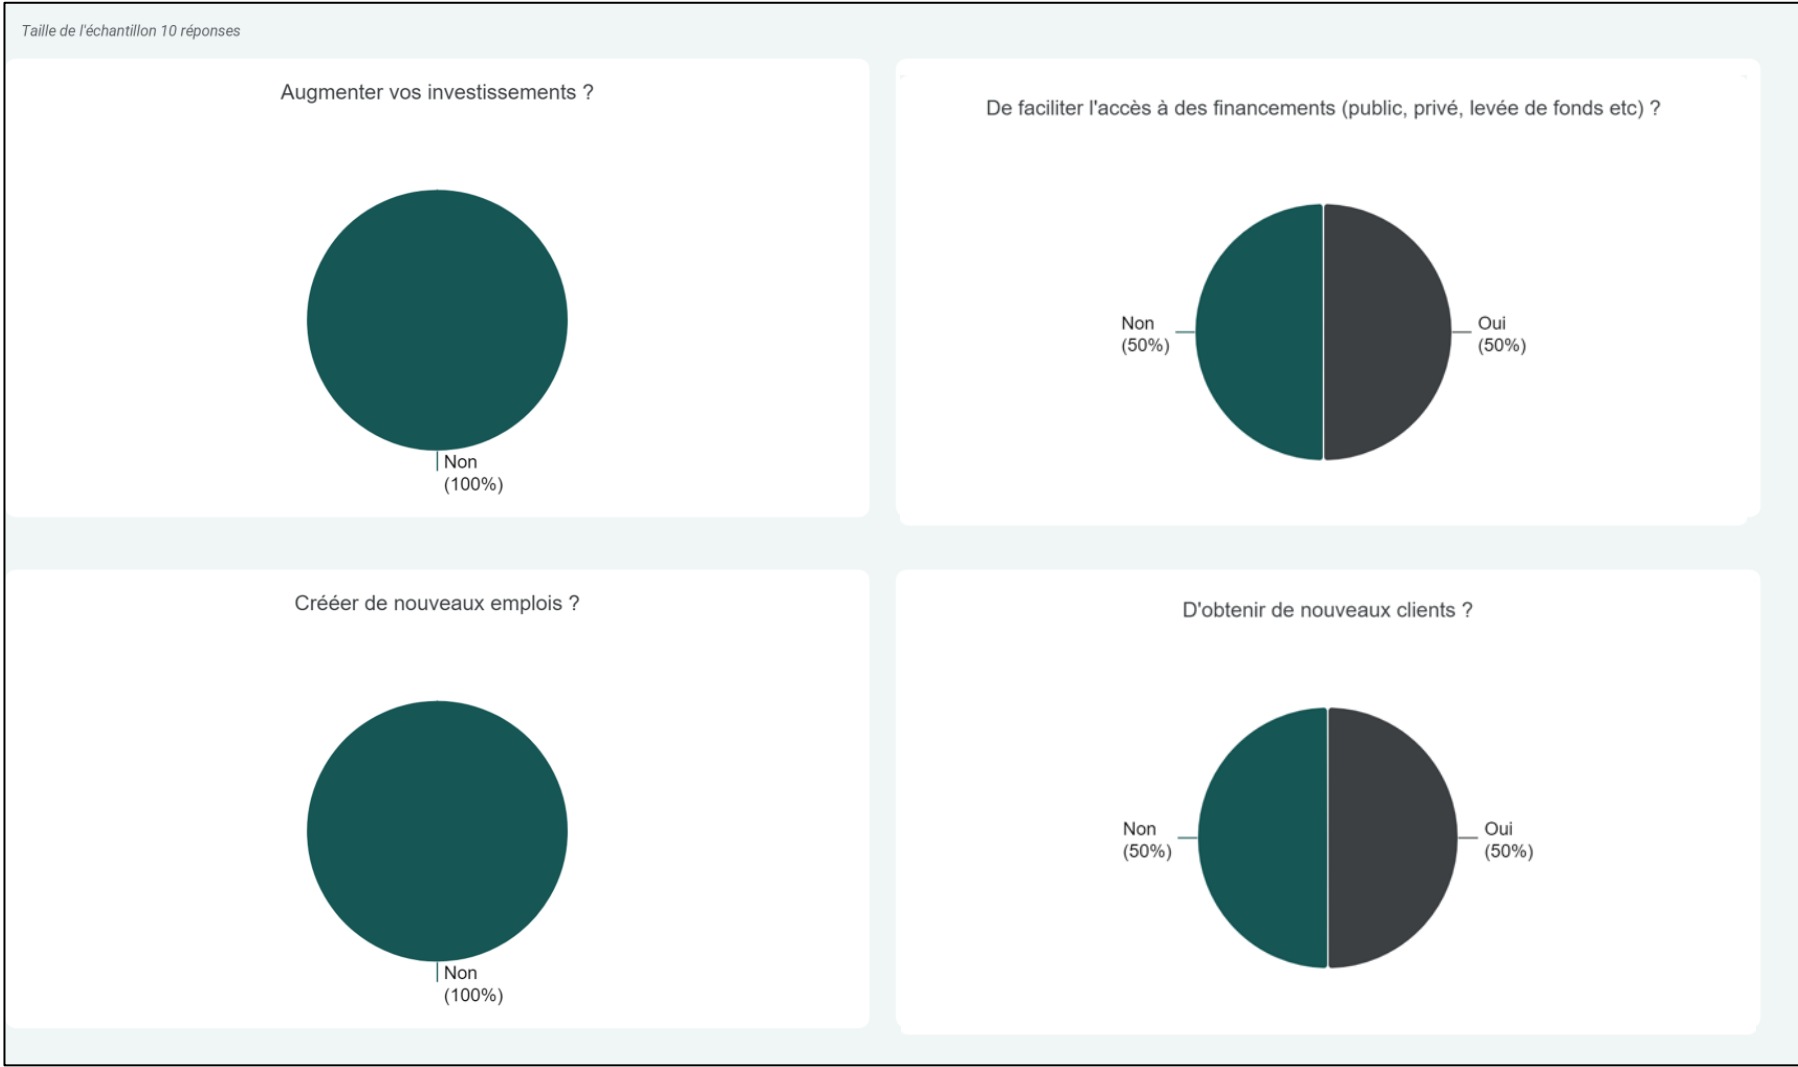 Taille de l'échantillon 10 réponses
Augmenter vos investissements ?
Non
(100%)
De faciliter l'accès à des financements (public, privé, levée de fonds etc) ?
Non
(50%)
Oui
(50%)
Crééer de nouveaux emplois ?
Non
(100%)
D'obtenir de nouveaux clients ?
Non
(50%)
Oui
(50%)